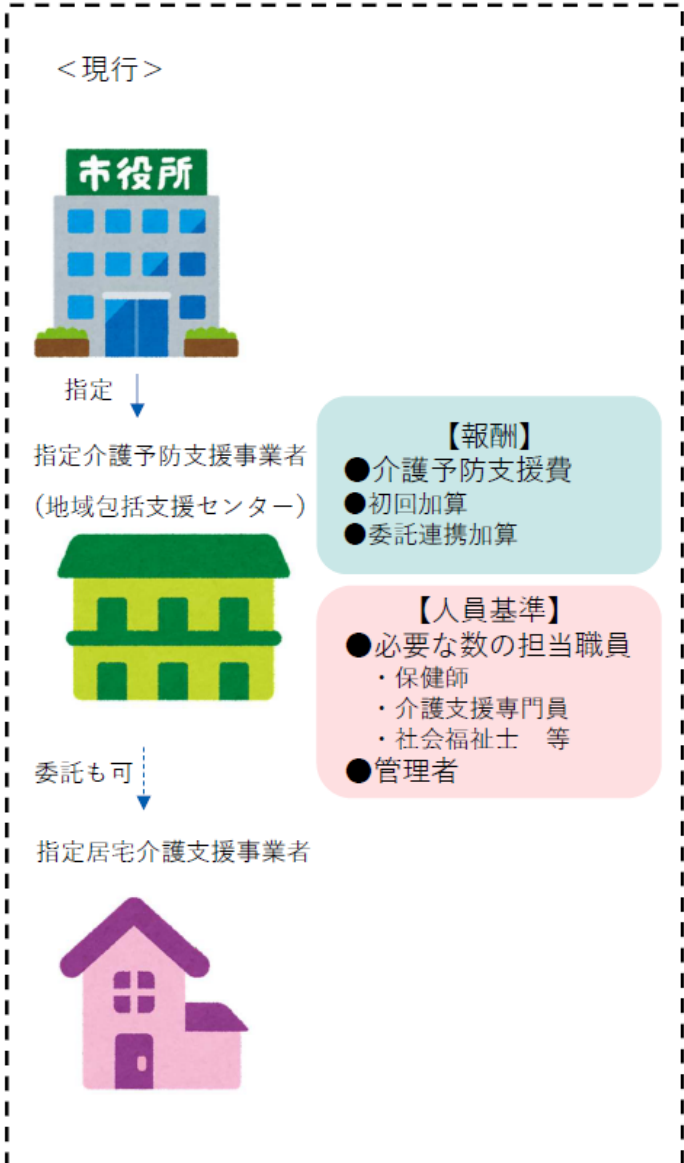 ＜現行＞
市役所
指定
指定介護予防支援事業者
(地域包括支援センター)
【報酬】
●介護予防支援費
●初回加算
●委託連携加算
【人員基準】
●必要な数の担当職員
・保健師
・介護支援専門員
・社会福祉士　等
●管理者
委託も可
指定居宅介護支援事業者